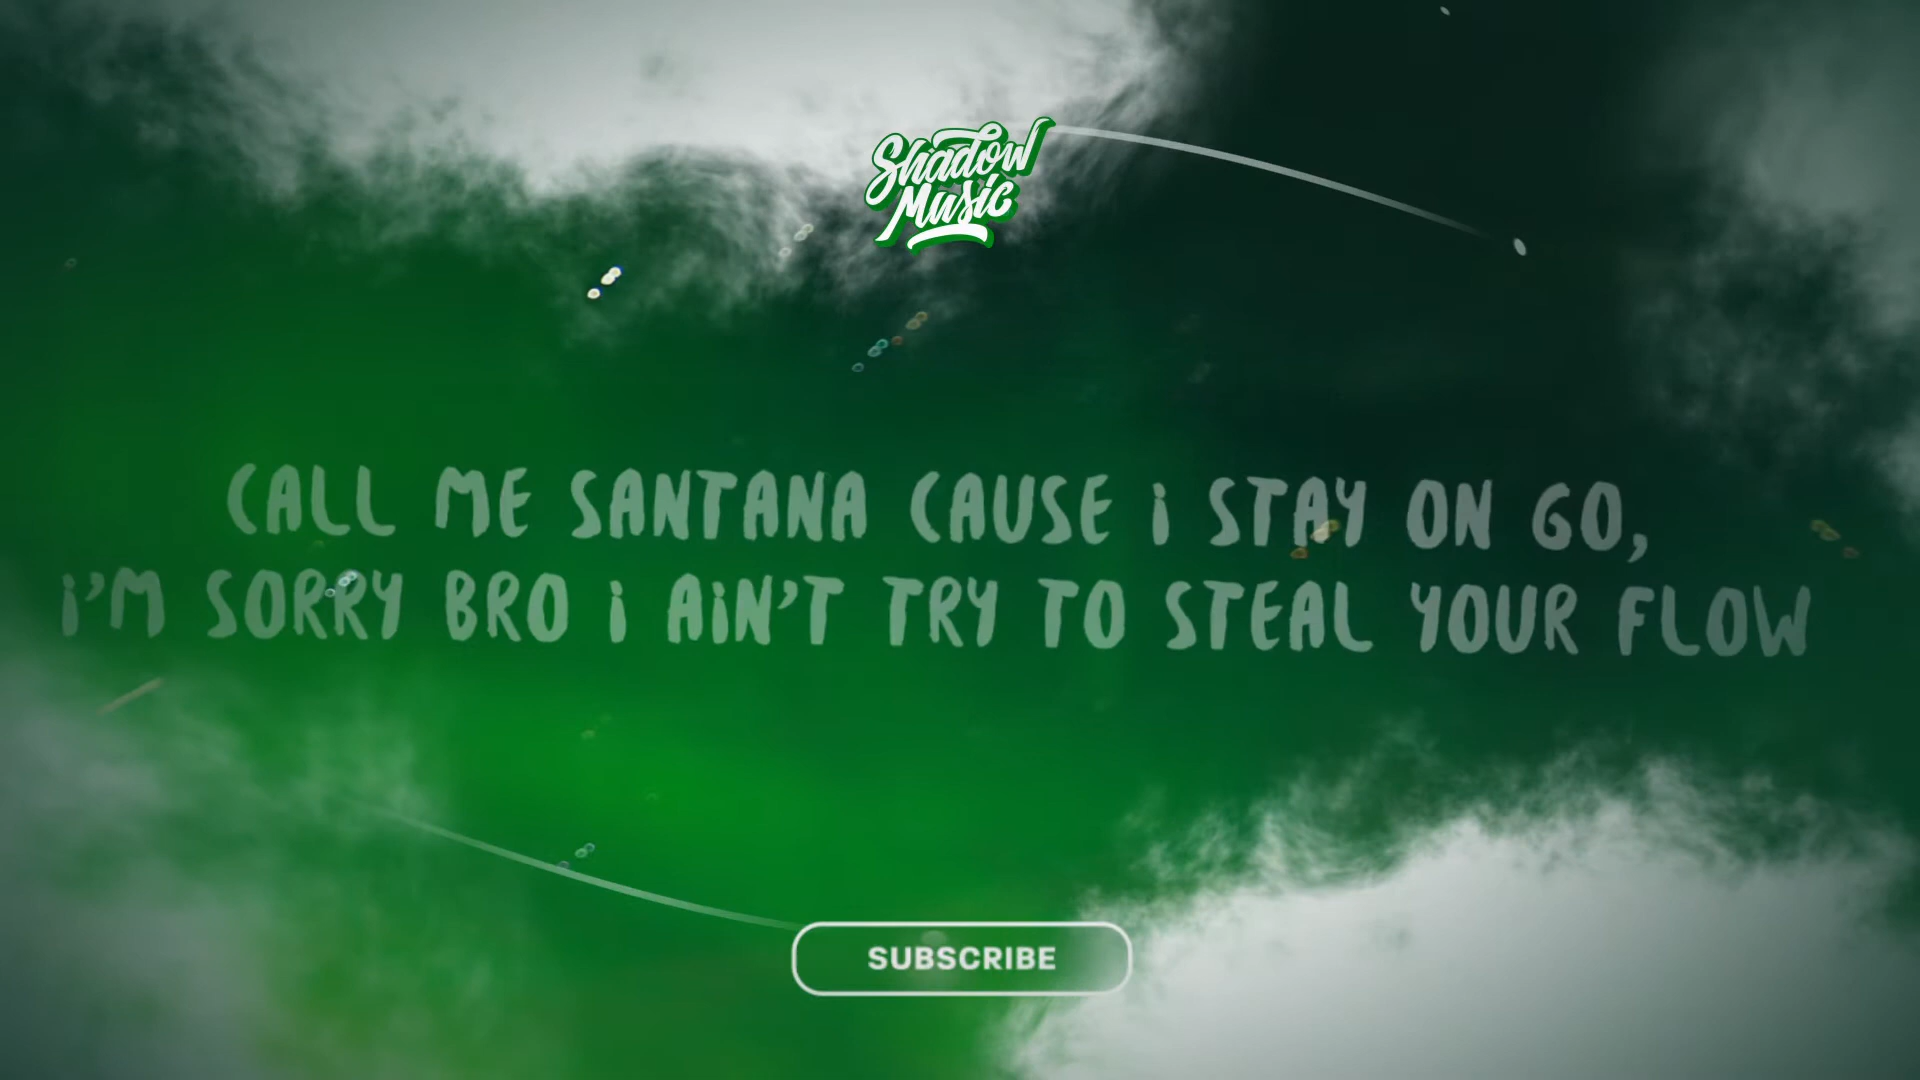 Shadow
Music
CALL ME SANTANA CAUSE i STAY ON GO,
i'M SORRY BRO i AiN'T TRY TO STEAL YOUR FLOW
SUBSCRIBE